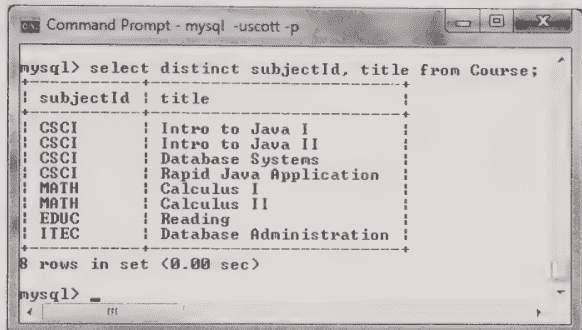 Command Prompt - mysql -uscott -p
mysql> select distinct subjectId, title from Course;
subjectId | title
CSCI | Intro to Java I
CSCI | Intro to Java II
CSCI | Database Systems
CSCI | Rapid Java Application
MATH | Calculus I
MATH | Calculus II
EDUC | Reading
ITEC | Database Administration
8 rows in set (0.00 sec)
mysql>